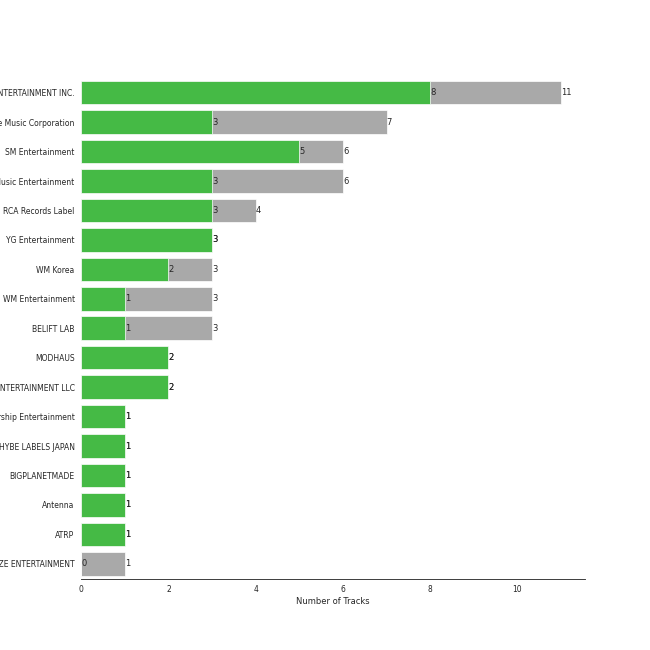 NTERTAINMENT INC. 8 11
e Music Corporation 3 7
SM Entertainment 5 6
usic Entertainment 3 6
RCA Records Label 3 4
YG Entertainment 3
WM Korea 2 3
WM Entertainment 1 3
BELIFT LAB 1 3
MODHAUS 2
NTERTAINMENT LLC 2
rship Entertainment 1
HYBE LABELS JAPAN 1
BIGPLANETMADE 1
Antenna 1
ATRP 1
ZE ENTERTAINMENT 0 1
0 2 4 6 8 10
Number of Tracks